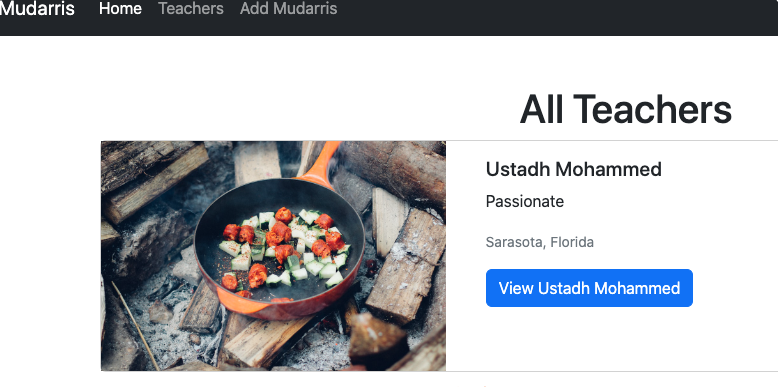 Mudarris Home Teachers Add Mudarris
All Teachers
Ustadh Mohammed
Passionate
Sarasota, Florida
View Ustadh Mohammed